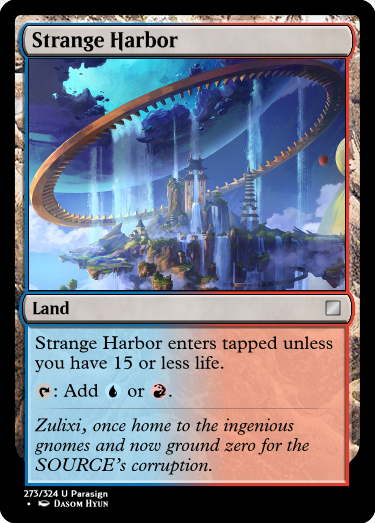 Strange Harbor
Land
Strange Harbor enters tapped unless
you have 15 or less life.
: Add or .
Zulixi, once home to the ingenious
gnomes and now ground zero for the
SOURCE's corruption.
273/324 U Parasign
• Dasom Hyun